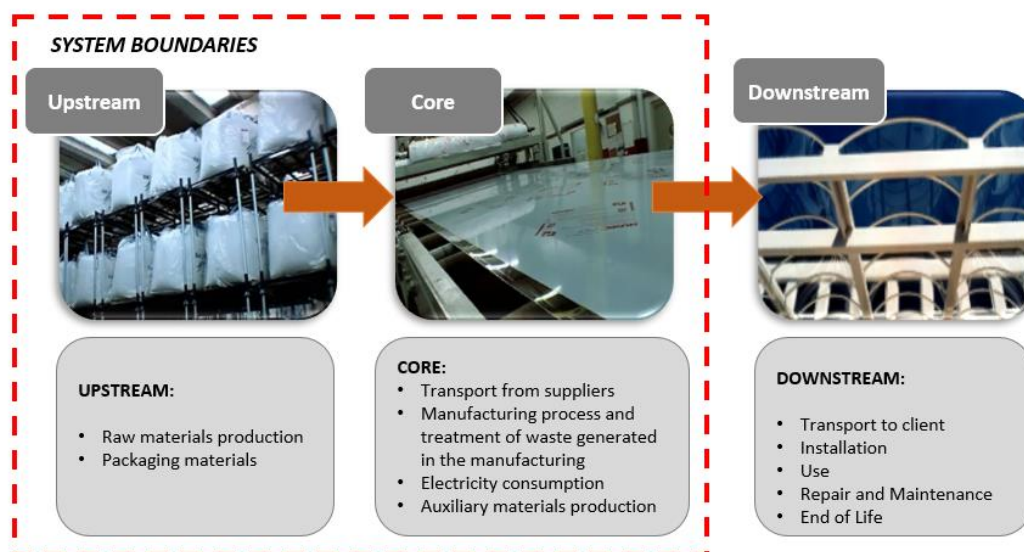 SYSTEM BOUNDARIES
Upstream
Core
Downstream
UPSTREAM:
• Raw materials production
• Packaging materials
CORE:
• Transport from suppliers
• Manufacturing process and
treatment of waste generated
in the manufacturing
• Electricity consumption
• Auxiliary materials production
DOWNSTREAM:
• Transport to client
• Installation
• Use
• Repair and Maintenance
• End of Life